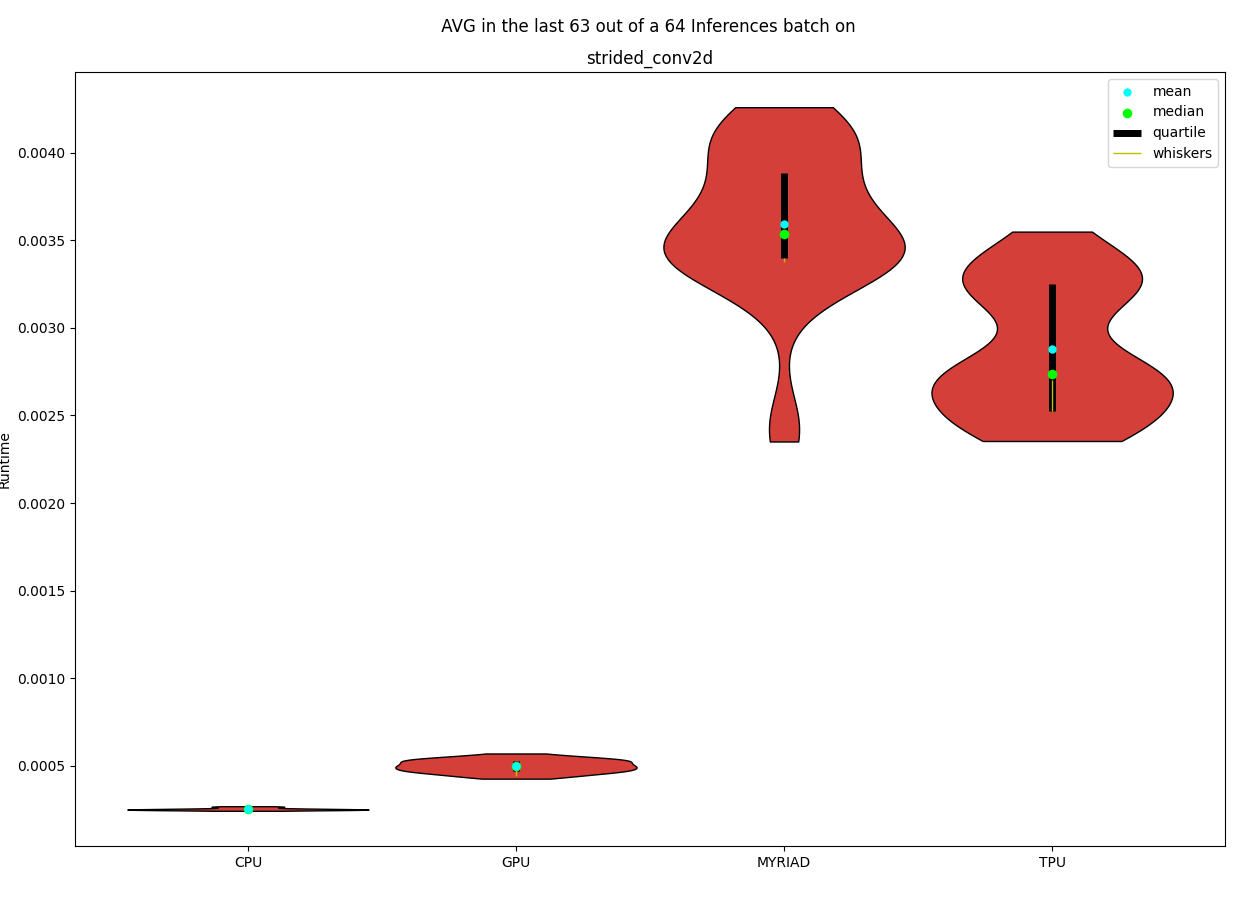 AVG in the last 63 out of a 64 Inferences batch on
strided_conv2d
mean
median
quartile
whiskers
0.0040
0.0035
0.0030
0.0025
0.0020
0.0015
0.0010
0.0005
Runtime
CPU
GPU
MYRIAD
TPU